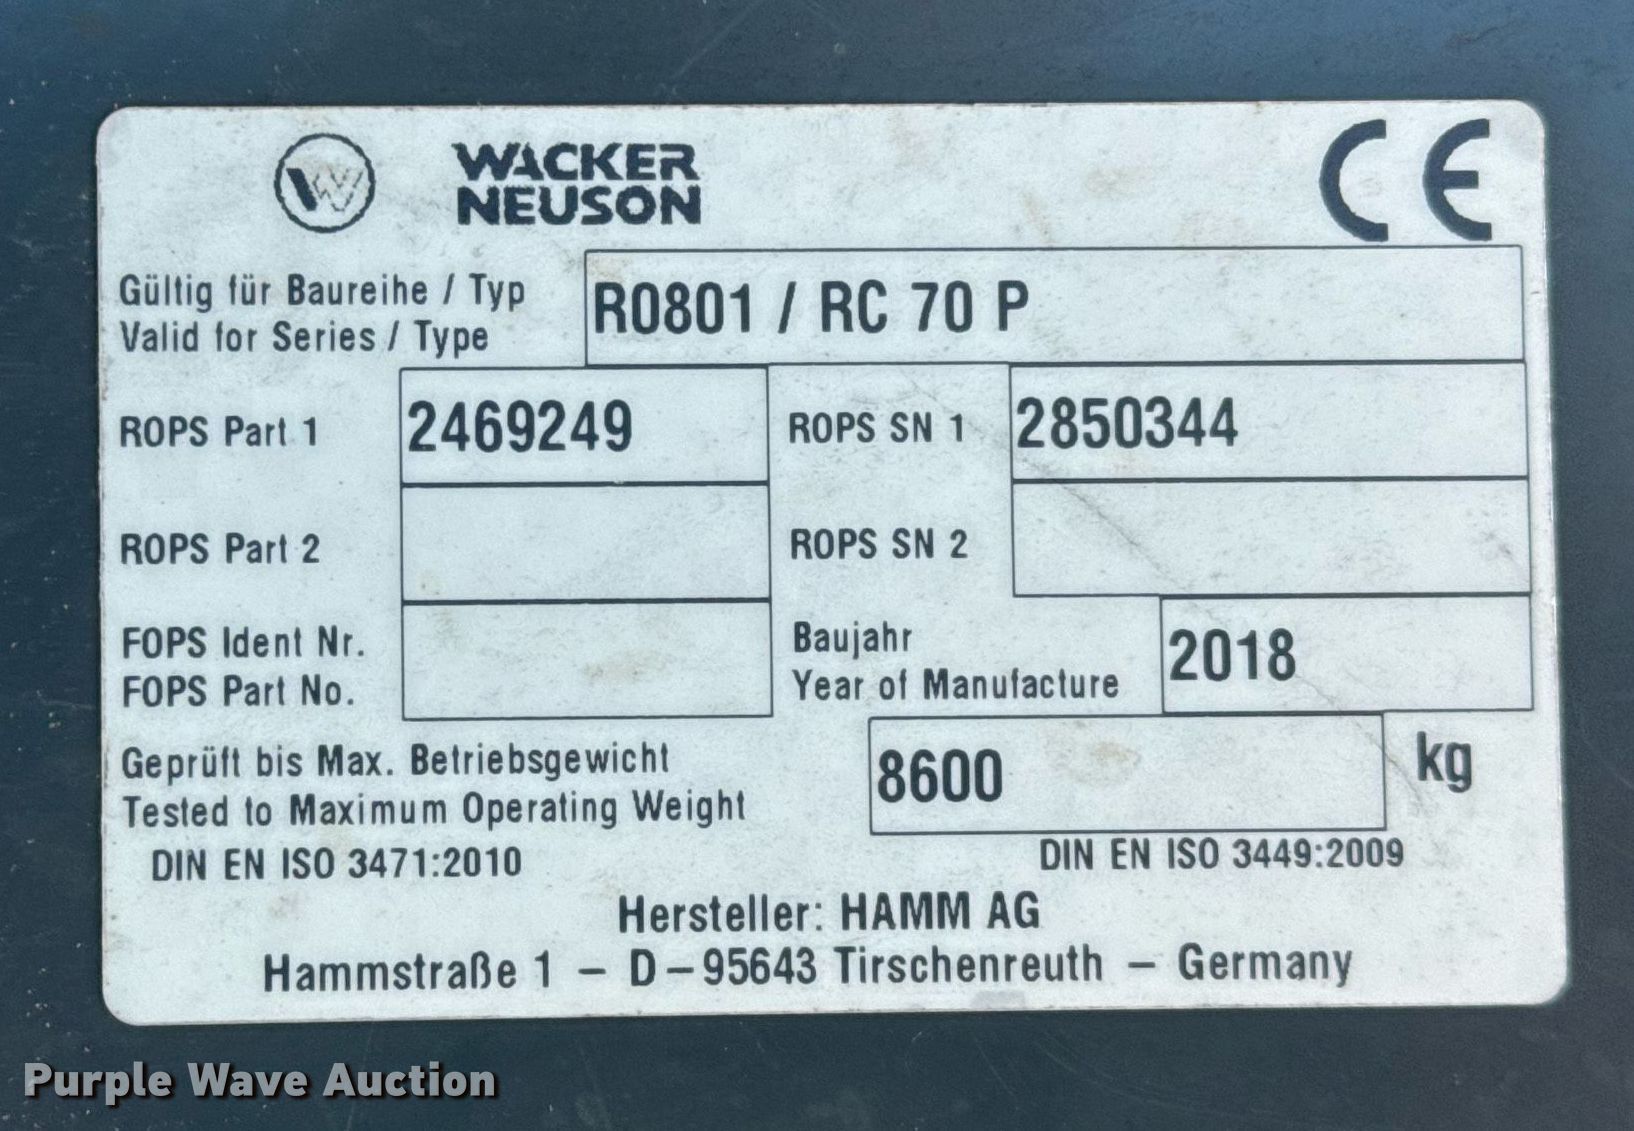 W WACKER
NEUSON
CE
Gültig für Baureihe / Typ
Valid for Series / Type
R0801 / RC 70 P
ROPS Part 1 2469249 ROPS SN 1 2850344
ROPS Part 2 ROPS SN 2
FOPS Ident Nr.
FOPS Part No.
Baujahr
Year of Manufacture
2018
Geprüft bis Max. Betriebsgewicht
Tested to Maximum Operating Weight
8600 kg
DIN EN ISO 3471:2010 DIN EN ISO 3449:2009
Hersteller: HAMM AG
Hammstraße 1 – D – 95643 Tirschenreuth – Germany
Purple Wave Auction